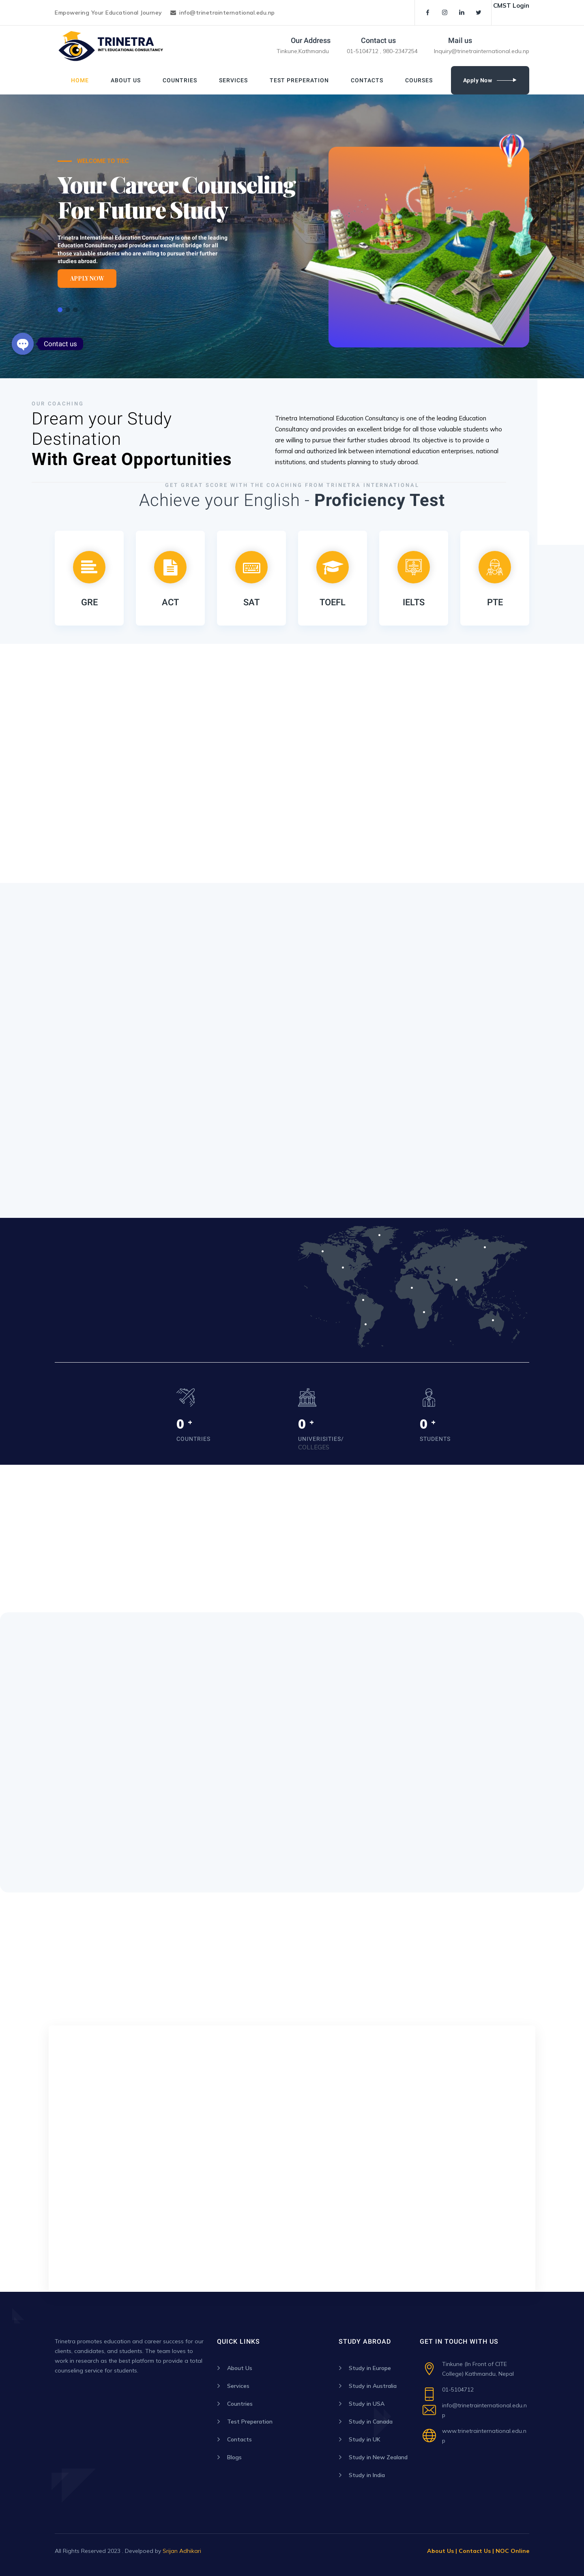 Empowering Your Educational Journey
info@trinetrainternational.edu.np
CMST Login
TRINETRA
INT'L EDUCATIONAL CONSULTANCY
Our Address
Tinkune,Kathmandu
Contact us
01-5104712 , 980-2347254
Mail us
Inquiry@trinetrainternational.edu.np
HOME
ABOUT US
COUNTRIES
SERVICES
TEST PREPERATION
CONTACTS
COURSES
Apply Now
WELCOME TO TIEC
Your Career Counseling
For Future Study
Trinetra International Education Consultancy is one of the leading
Education Consultancy and provides an excellent bridge for all
those valuable students who are willing to pursue their further
studies abroad.
APPLY NOW
Contact us
OUR COACHING
Dream your Study
Destination
With Great Opportunities
Trinetra International Education Consultancy is one of the leading Education
Consultancy and provides an excellent bridge for all those valuable students who
are willing to pursue their further studies abroad. Its objective is to provide a
formal and authorized link between international education enterprises, national
institutions, and students planning to study abroad.
GET GREAT SCORE WITH THE COACHING FROM TRINETRA INTERNATIONAL
Achieve your English - Proficiency Test
GRE
ACT
SAT
TOEFL
IELTS
PTE
0 +
COUNTRIES
0 +
UNIVERISITIES/
COLLEGES
0 +
STUDENTS
Trinetra promotes education and career success for our
clients, candidates, and students. The team loves to
work in research as the best platform to provide a total
counseling service for students.
QUICK LINKS
About Us
Services
Countries
Test Preperation
Contacts
Blogs
STUDY ABROAD
Study in Europe
Study in Australia
Study in USA
Study in Canada
Study in UK
Study in New Zealand
Study in India
GET IN TOUCH WITH US
Tinkune (In Front of CITE
College) Kathmandu, Nepal
01-5104712
info@trinetrainternational.edu.n
p
www.trinetrainternational.edu.n
p
All Rights Reserved 2023 . Develpoed by Srijan Adhikari
About Us | Contact Us | NOC Online